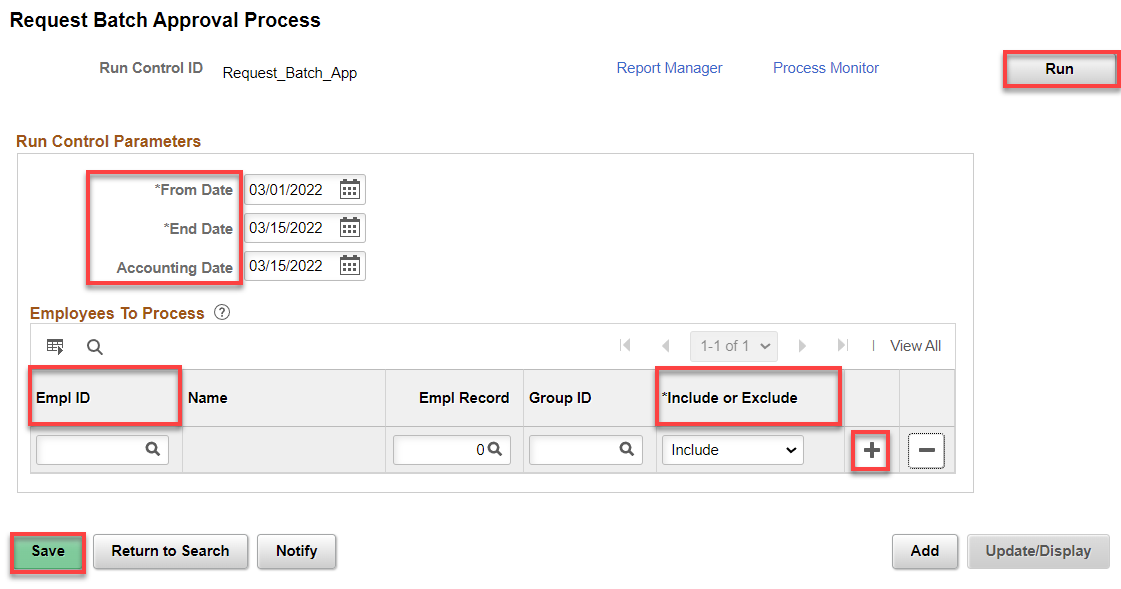 Request Batch Approval Process
Run Control ID Request_Batch_App Report Manager Process Monitor Run
Run Control Parameters
*From Date 03/01/2022
*End Date 03/15/2022
Accounting Date 03/15/2022
Employees To Process ?
1-1 of 1 | View All
Empl ID Name Empl Record Group ID *Include or Exclude
0 Include + −
Save Return to Search Notify Add Update/Display